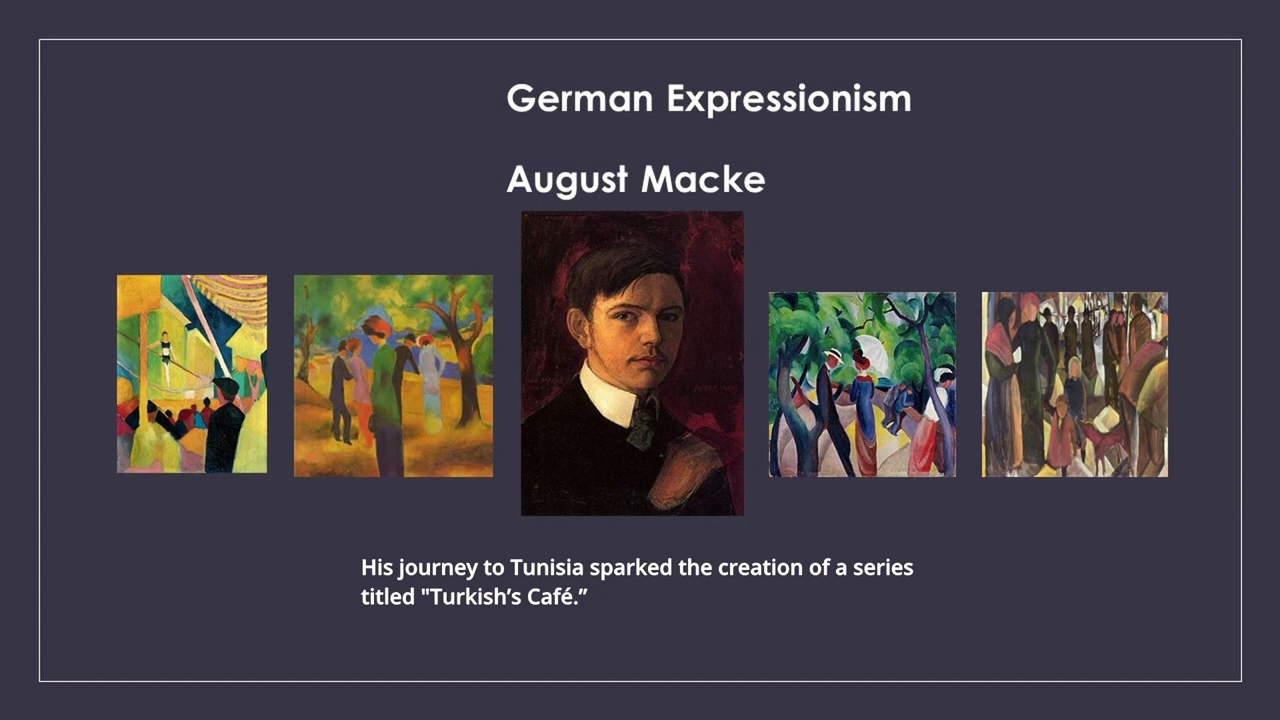 German Expressionism
August Macke
His journey to Tunisia sparked the creation of a series
titled "Turkish’s Café.”